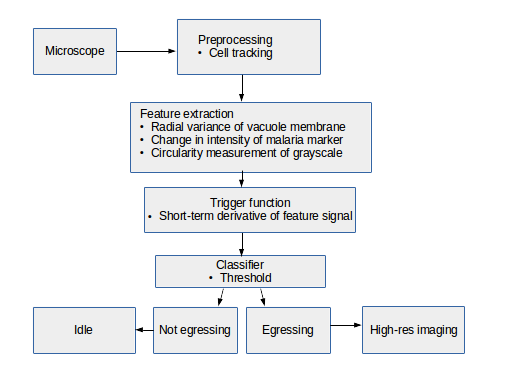 Microscope
Preprocessing
• Cell tracking
Feature extraction
• Radial variance of vacuole membrane
• Change in intensity of malaria marker
• Circularity measurement of grayscale
Trigger function
• Short-term derivative of feature signal
Classifier
• Threshold
Idle
Not egressing
Egressing
High-res imaging